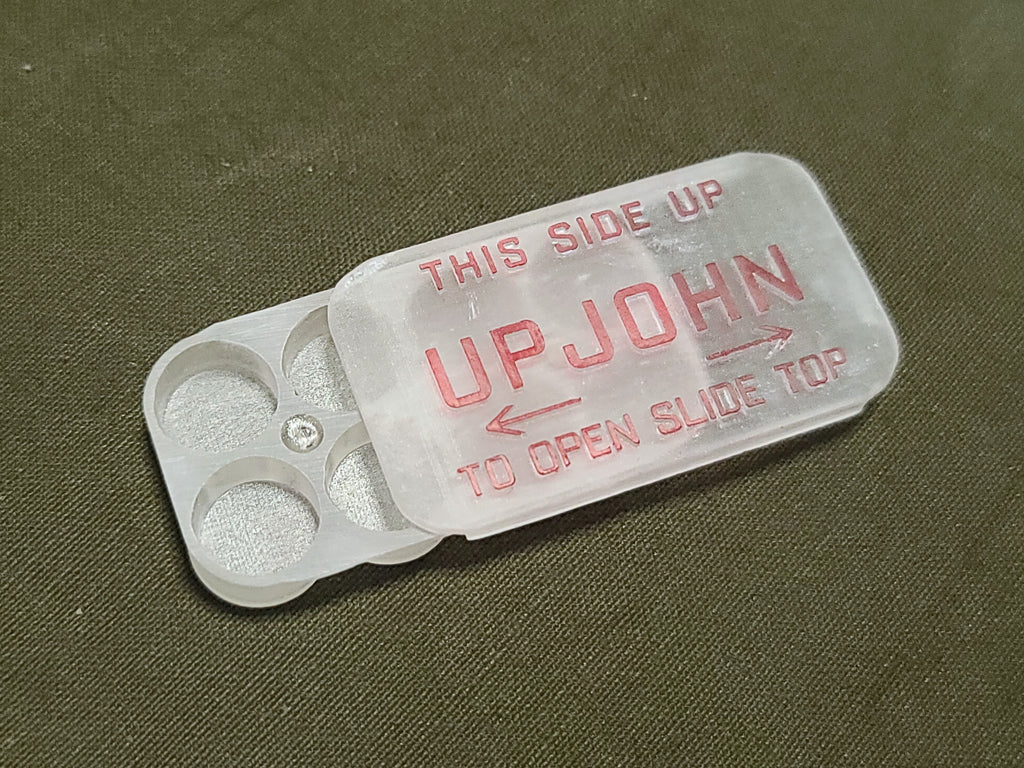 THIS SIDE UP
UPJOHN
TO OPEN SLIDE TOP